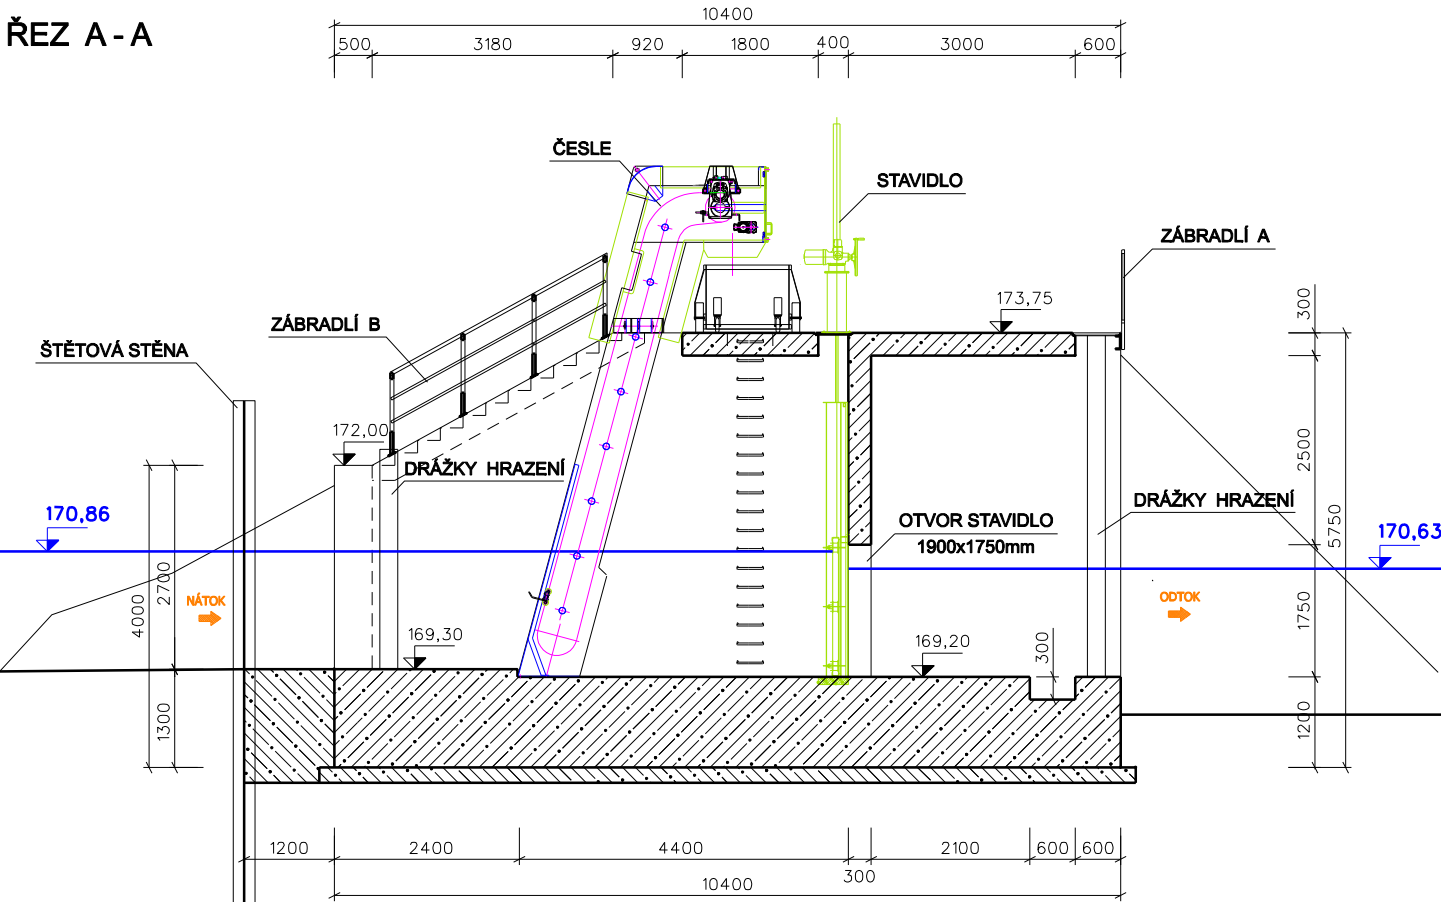 ŘEZ A - A
10400
500 3180 920 1800 400 3000 600
ČESLE
STAVIDLO
ZÁBRADLÍ A
173,75
300
ZÁBRADLÍ B
ŠTĚTOVÁ STĚNA
172,00
DRÁŽKY HRAZENÍ
2500
DRÁŽKY HRAZENÍ
170,86
OTVOR STAVIDLO
1900x1750mm
5750
170,63
NÁTOK
ODTOK
4000
2700
1750
169,30
169,20
300
1300
1200
1200 2400 4400 300 2100 600 600
10400